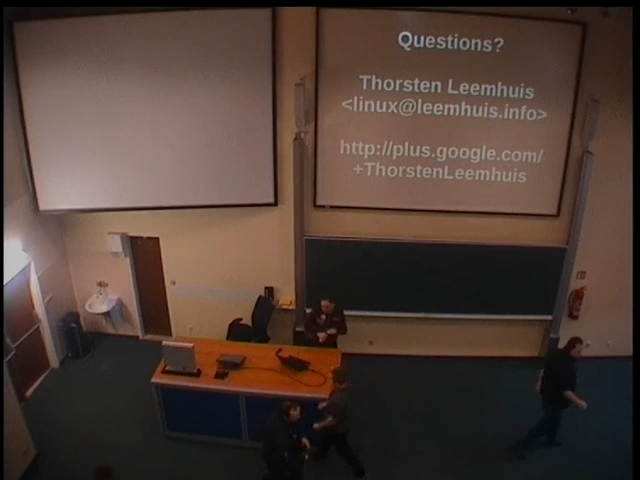 Questions?
Thorsten Leemhuis
<linux@leemhuis.info>
http://plus.google.com/
+ThorstenLeemhuis